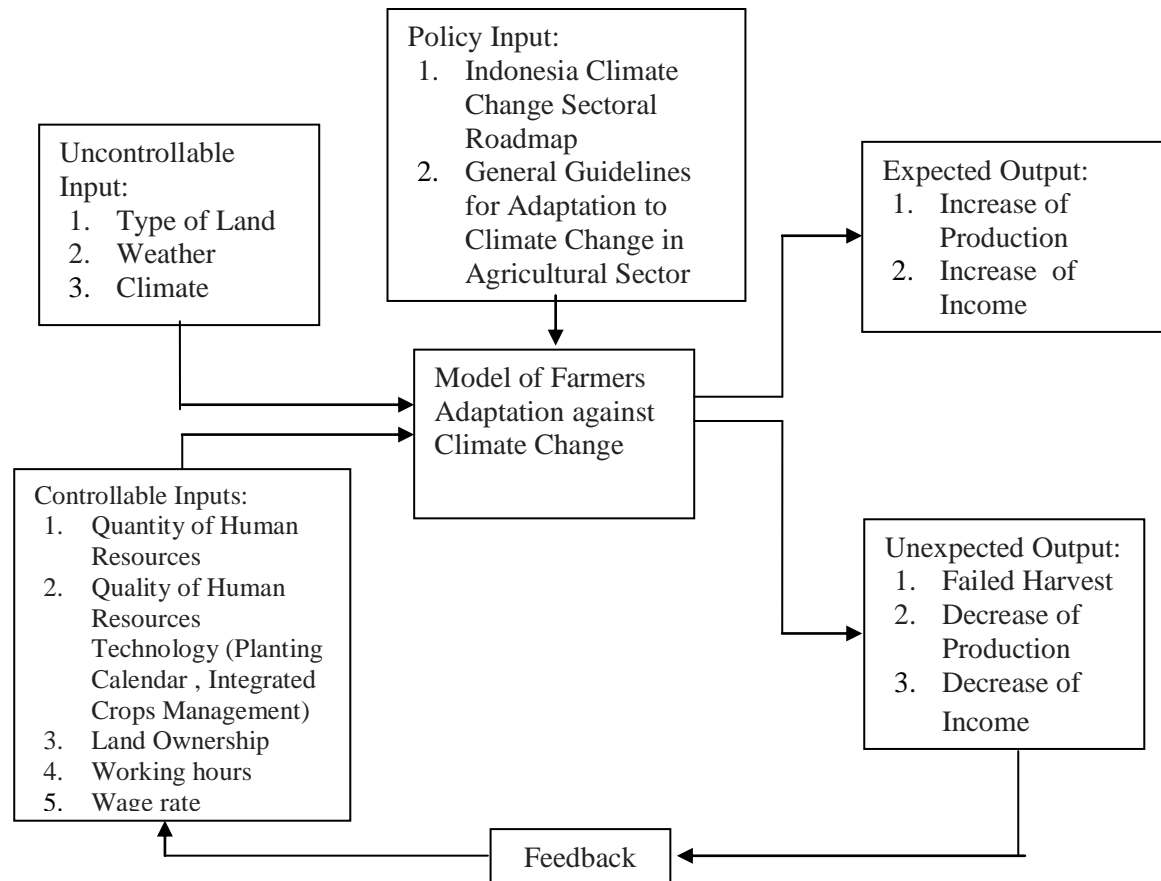 Policy Input:
1. Indonesia Climate
Change Sectoral
Roadmap
2. General Guidelines
for Adaptation to
Climate Change in
Agricultural Sector
Uncontrollable
Input:
1. Type of Land
2. Weather
3. Climate
Expected Output:
1. Increase of
Production
2. Increase of
Income
Model of Farmers
Adaptation against
Climate Change
Controllable Inputs:
1. Quantity of Human
Resources
2. Quality of Human
Resources
Technology (Planting
Calendar , Integrated
Crops Management)
3. Land Ownership
4. Working hours
5. Wage rate
Unexpected Output:
1. Failed Harvest
2. Decrease of
Production
3. Decrease of
Income
Feedback